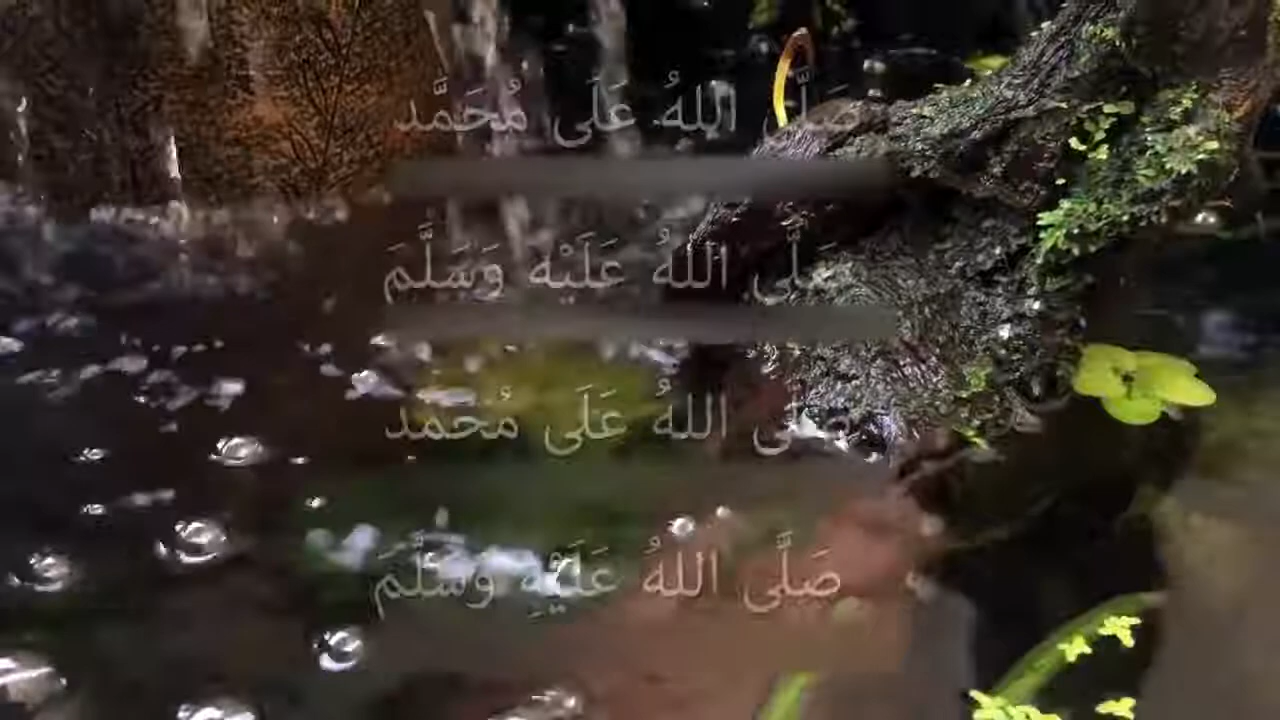 صَلَّى اللهُ عَلَى مُحَمَّد
صَلَّى اللهُ عَلَيْه وَسَلَّمَ
صَلَّى اللهُ عَلَى مُحَمَّد
صَلَّى اللهُ عَلَيْهِ وَسَلَّمَ